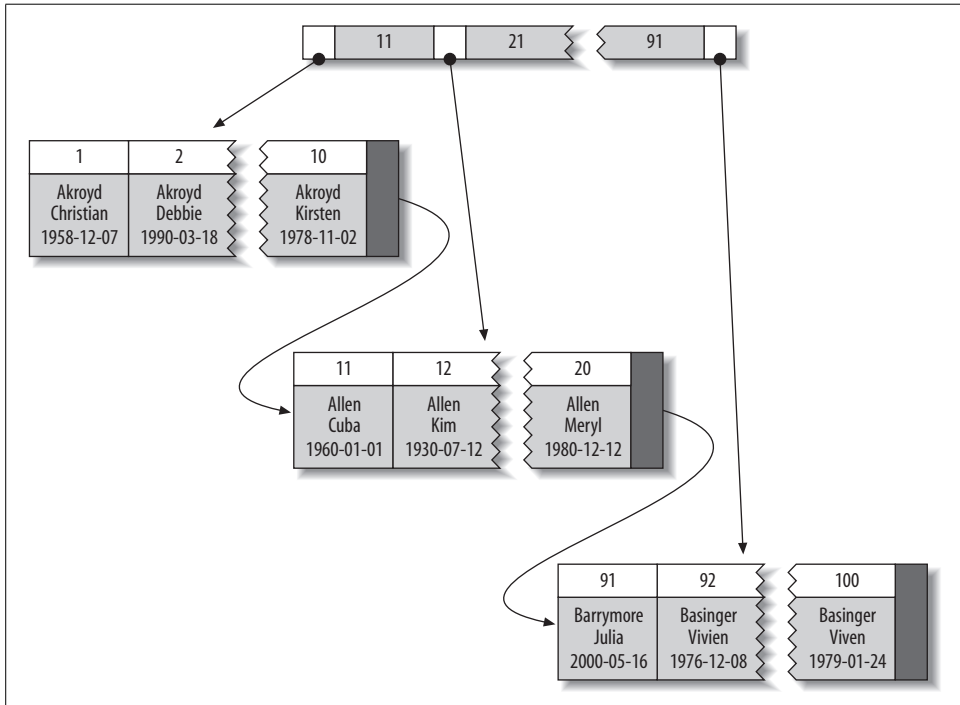 11 21 91
1 2 10
Akroyd
Christian
1958-12-07
Akroyd
Debbie
1990-03-18
Akroyd
Kirsten
1978-11-02
11 12 20
Allen
Cuba
1960-01-01
Allen
Kim
1930-07-12
Allen
Meryl
1980-12-12
91 92 100
Barrymore
Julia
2000-05-16
Basinger
Vivien
1976-12-08
Basinger
Viven
1979-01-24